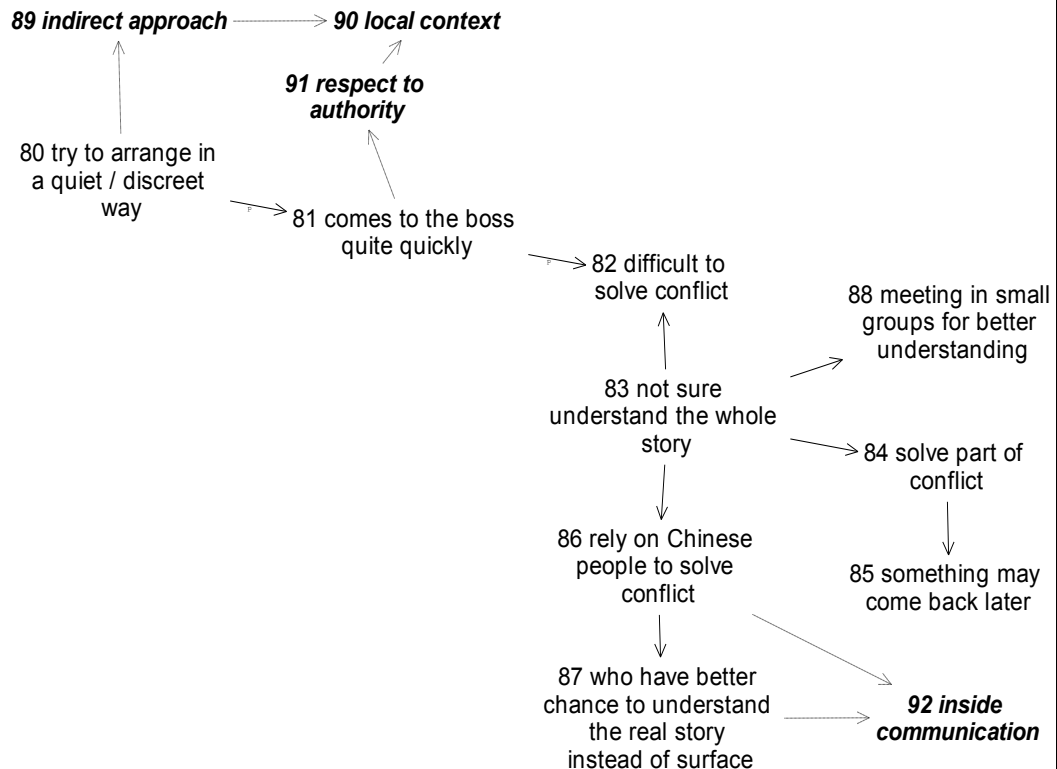 89 indirect approach
90 local context
91 respect to
authority
80 try to arrange in
a quiet / discreet
way
P
81 comes to the boss
quite quickly
P
82 difficult to
solve conflict
88 meeting in small
groups for better
understanding
83 not sure
understand the whole
story
84 solve part of
conflict
86 rely on Chinese
people to solve
conflict
85 something may
come back later
87 who have better
chance to understand
the real story
instead of surface
92 inside
communication